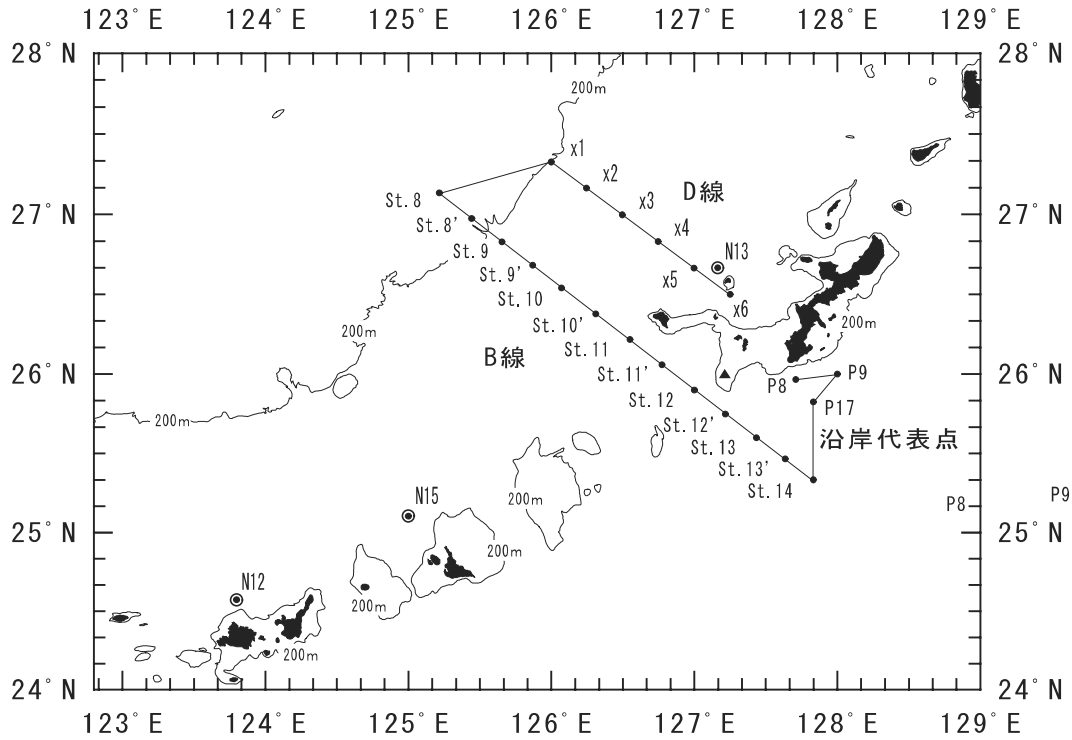 123°E 124°E 125°E 126°E 127°E 128°E 129°E
28°N 28°N
200m
x1
x2
D線
St. 8 x3
27°N 27°N
St. 8'
x4
St. 9 N13
St. 9' x5
St. 10 x6
St. 10' 200m
200m
B線 St. 11
26°N St. 11' P8 P9 26°N
St. 12 P17
200m St. 12'
St. 13 沿岸代表点
St. 13'
St. 14
N15 200m P8 P9
25°N 25°N
200m
N12
200m
200m
24°N 24°N
123°E 124°E 125°E 126°E 127°E 128°E 129°E